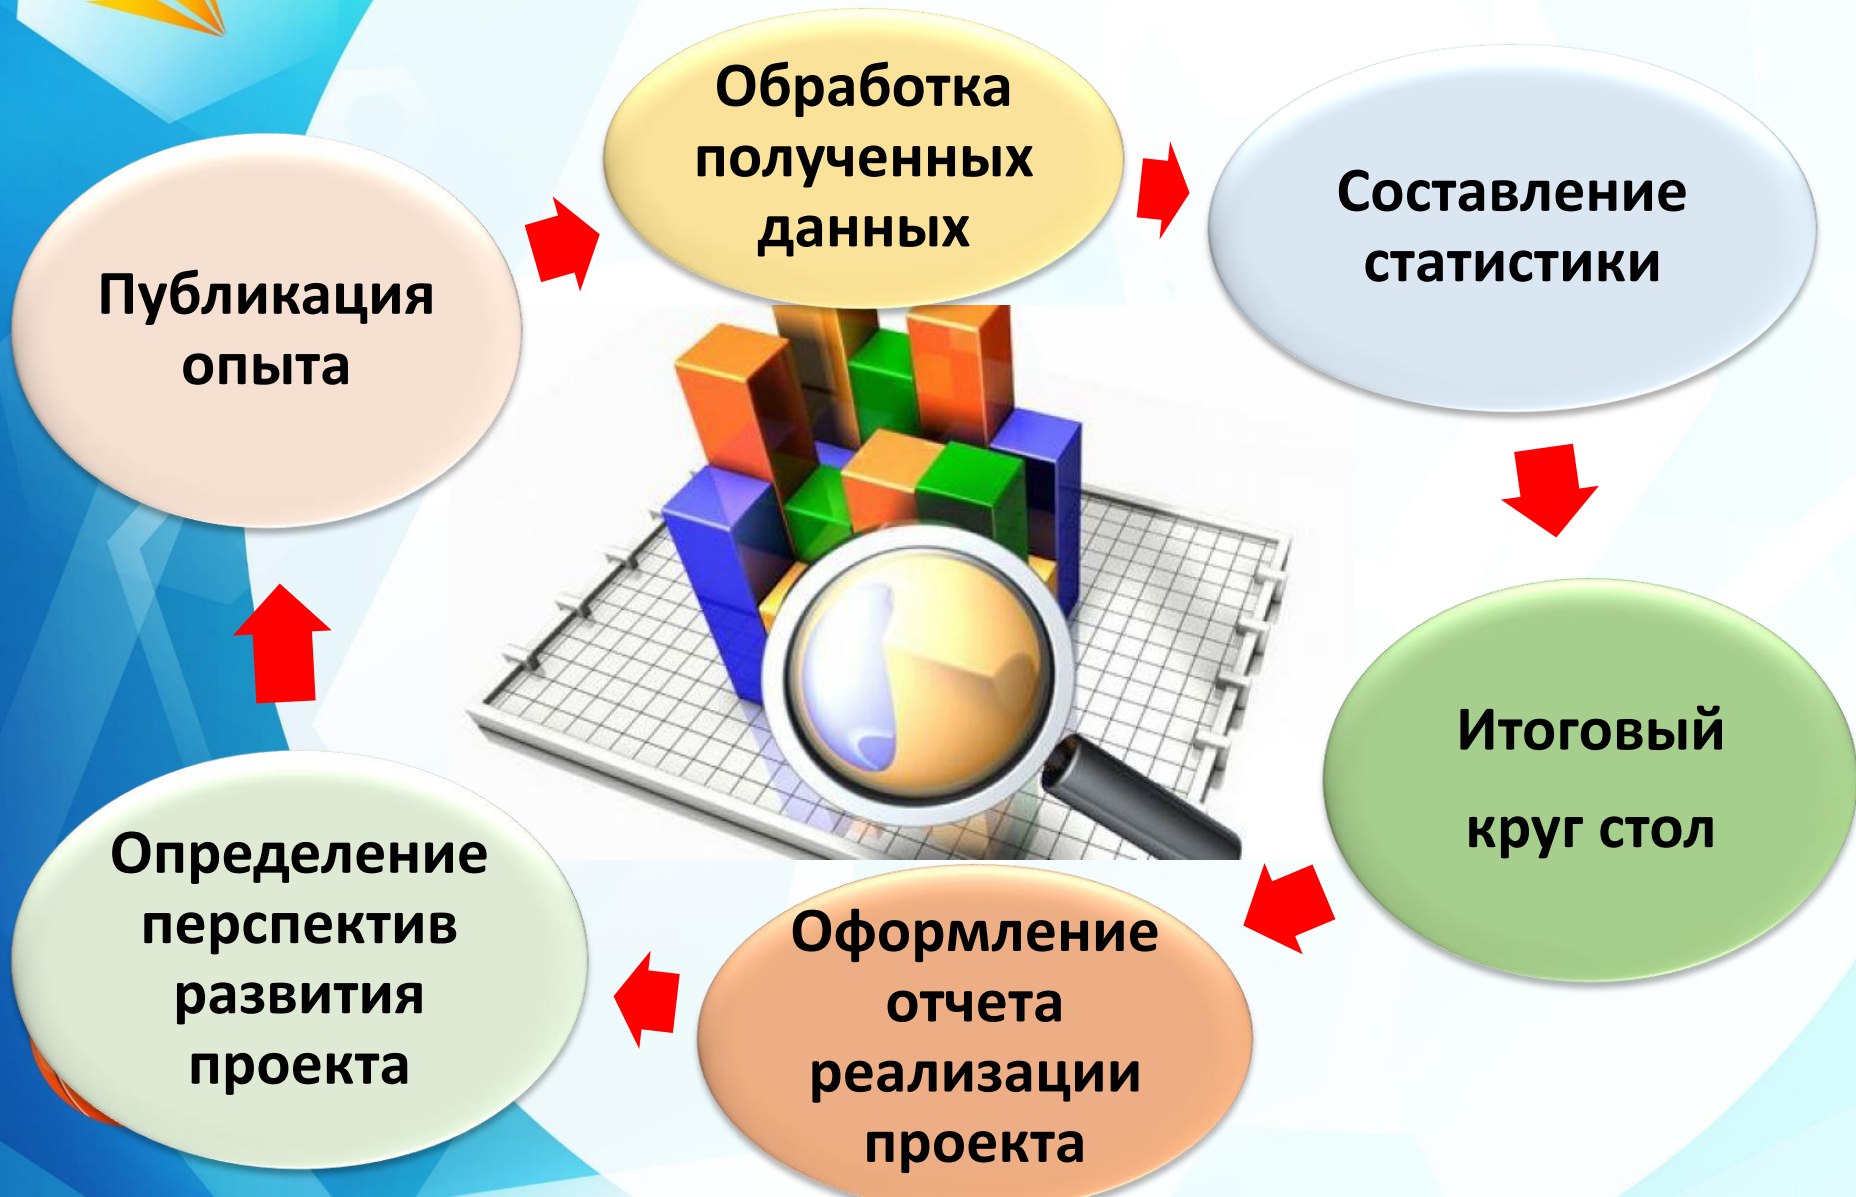 Обработка
полученных
данных
Составление
статистики
Итоговый
круг стол
Оформление
отчета
реализации
проекта
Определение
перспектив
развития
проекта
Публикация
опыта